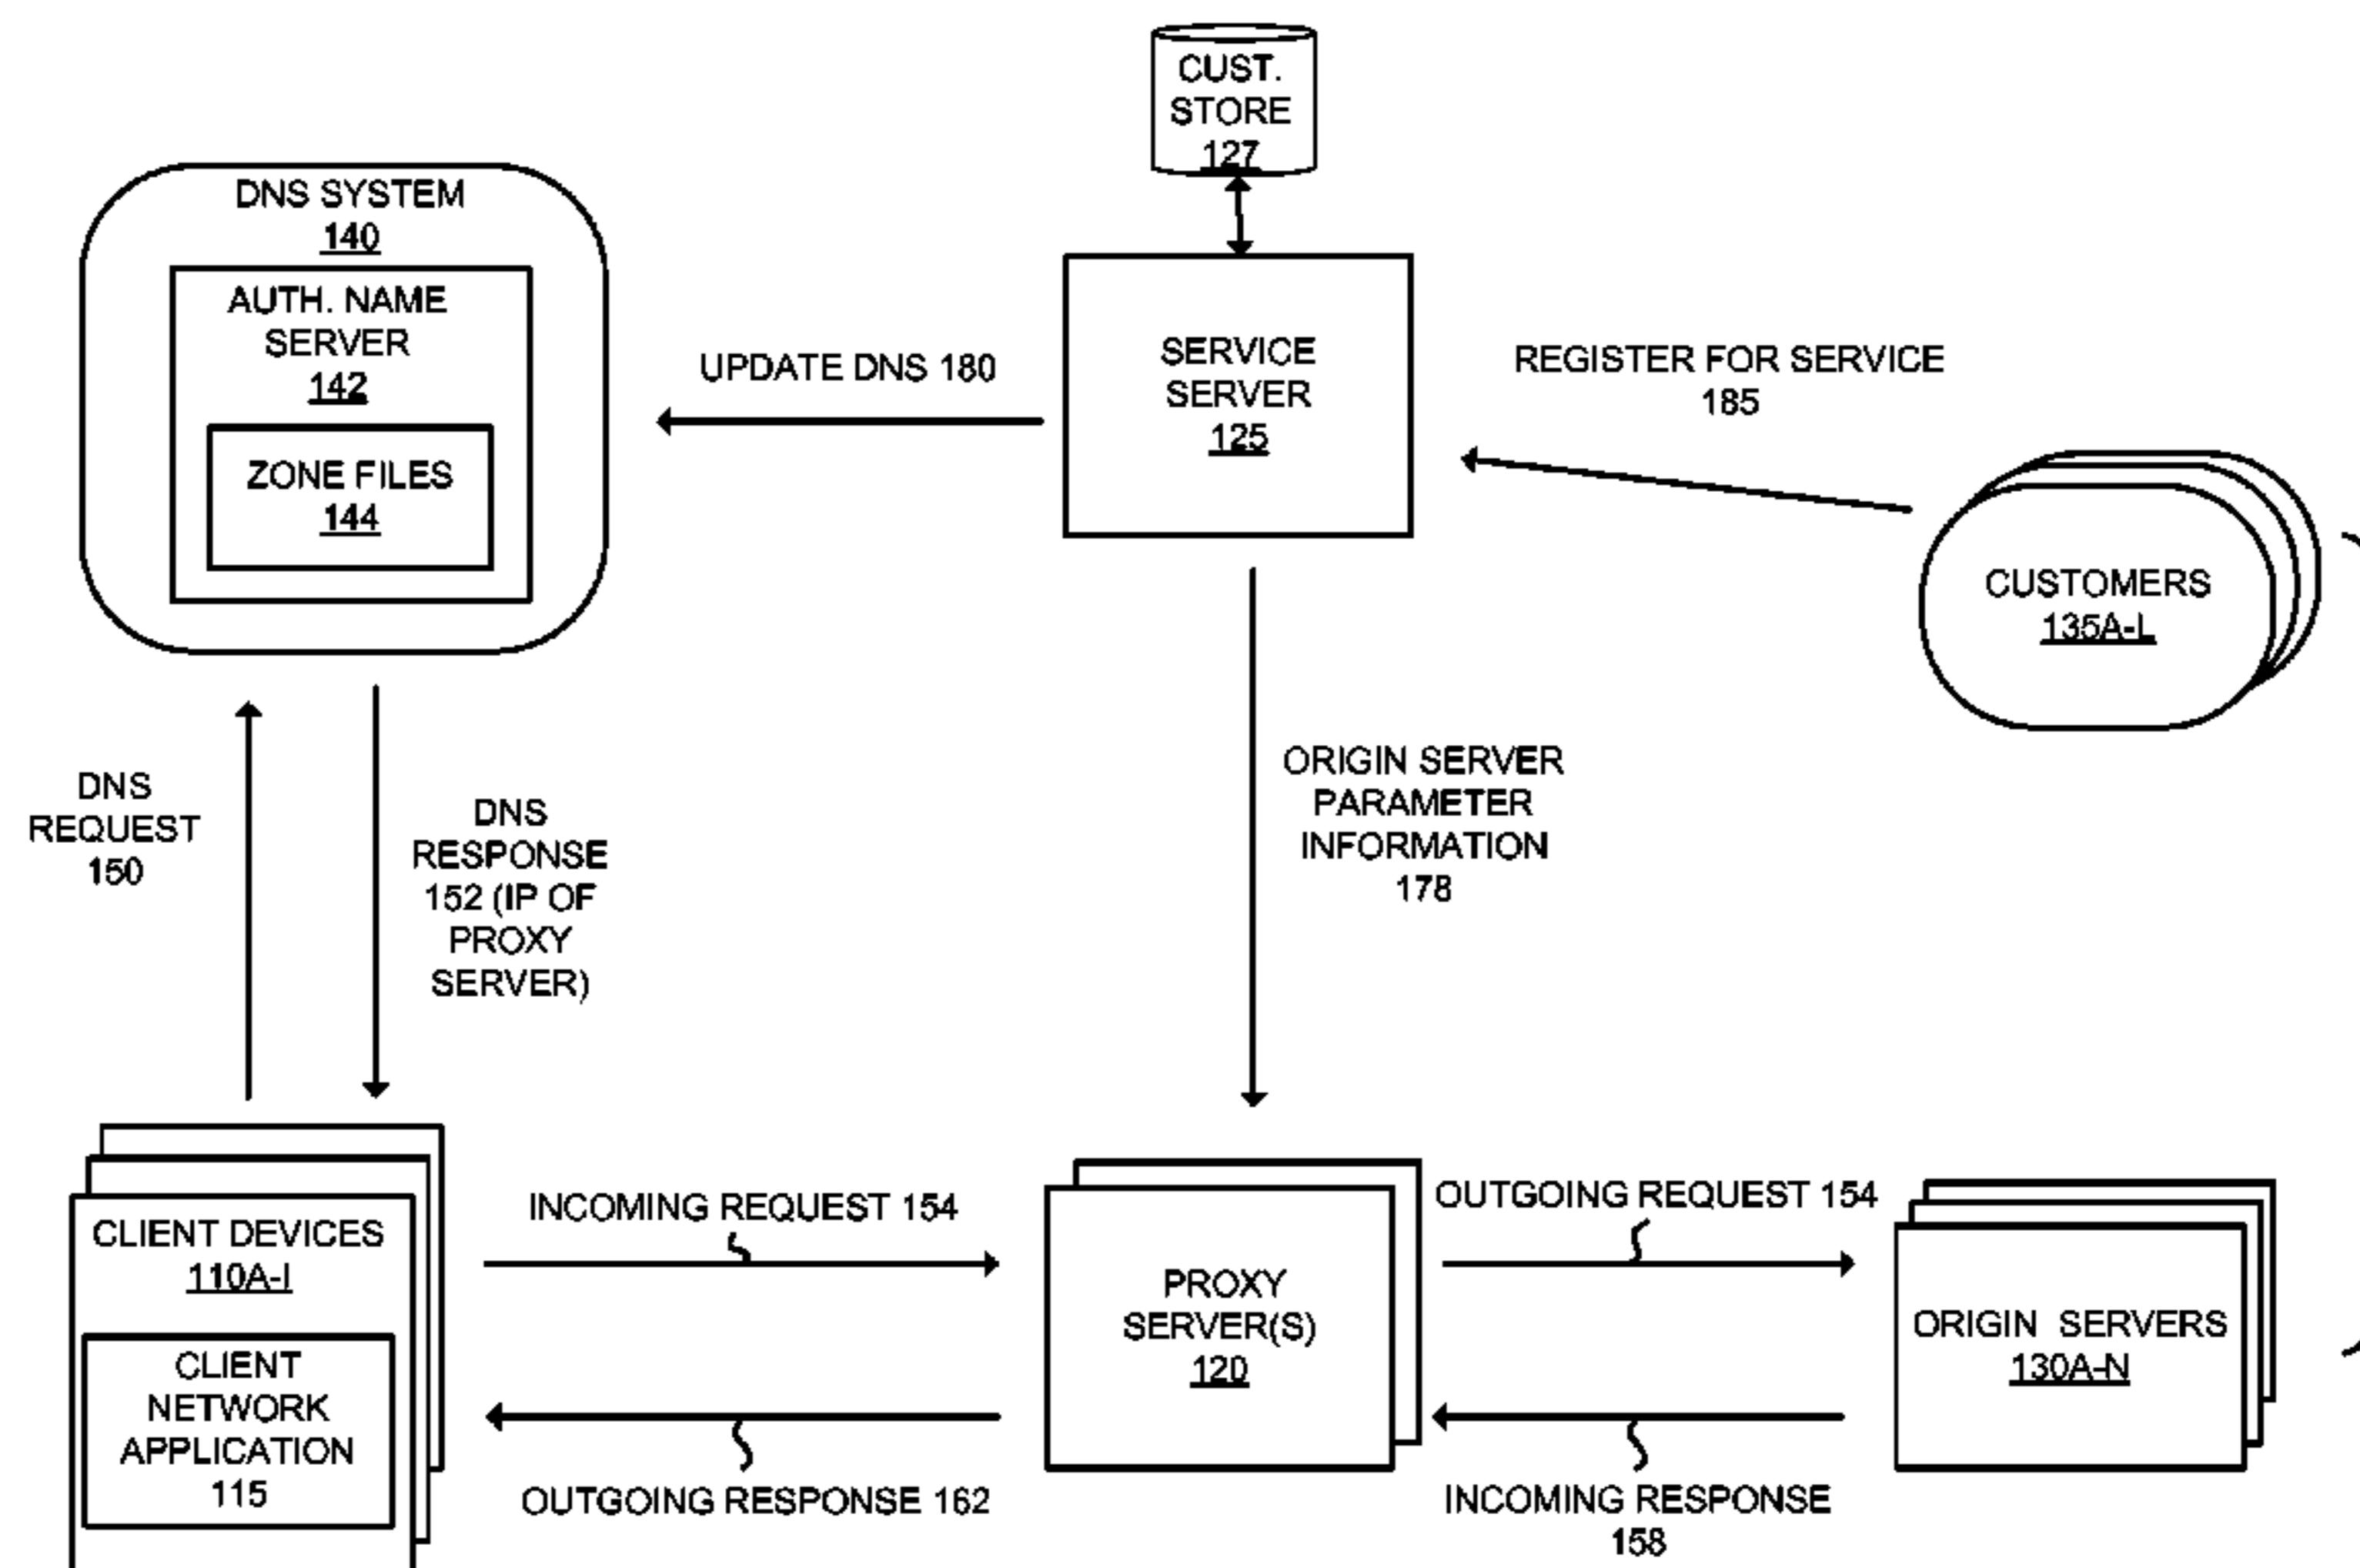 CUST.
STORE
127
DNS SYSTEM
140
AUTH. NAME
SERVER
142
ZONE FILES
144
UPDATE DNS 180
SERVICE
SERVER
125
REGISTER FOR SERVICE
185
CUSTOMERS
135A-L
DNS
REQUEST
150
DNS
RESPONSE
152 (IP OF
PROXY
SERVER)
ORIGIN SERVER
PARAMETER
INFORMATION
178
CLIENT DEVICES
110A-I
CLIENT
NETWORK
APPLICATION
115
INCOMING REQUEST 154
OUTGOING RESPONSE 162
PROXY
SERVER(S)
120
OUTGOING REQUEST 154
INCOMING RESPONSE
158
ORIGIN SERVERS
130A-N